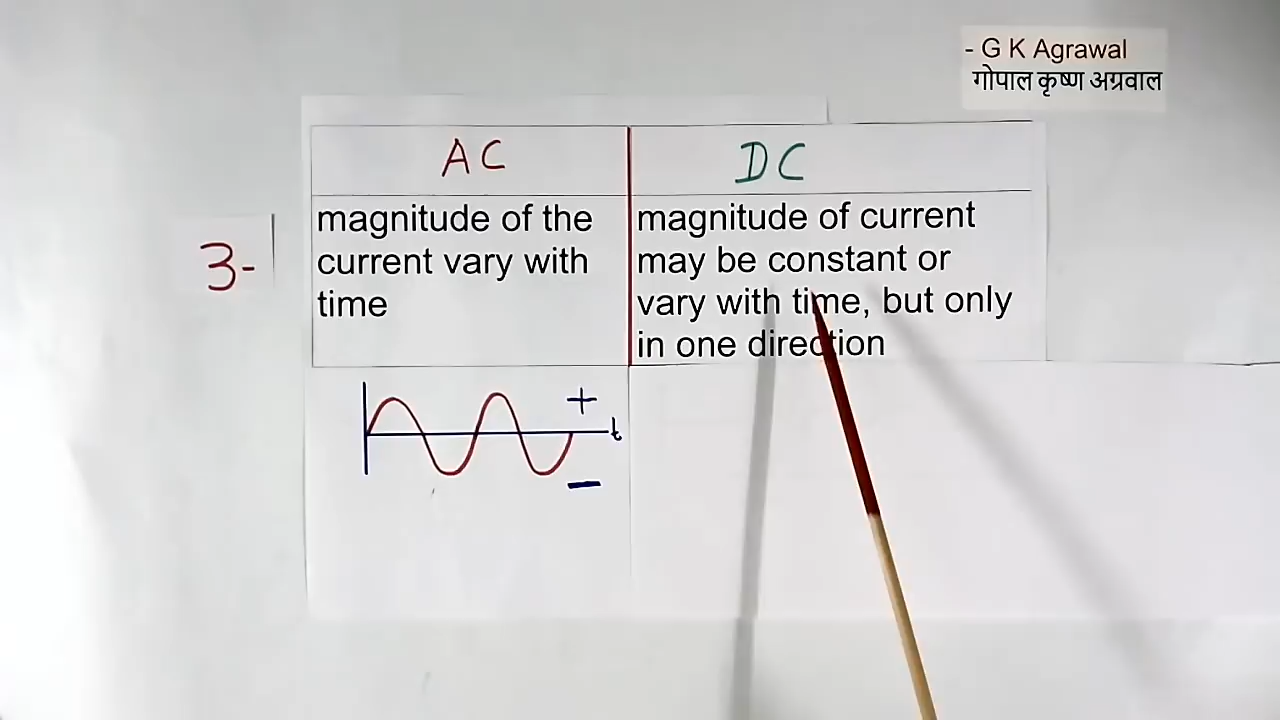 - G K Agrawal
गोपाल कृष्ण अग्रवाल
AC
DC
3-
magnitude of the
current vary with
time
magnitude of current
may be constant or
vary with time, but only
in one direction
+
t
-